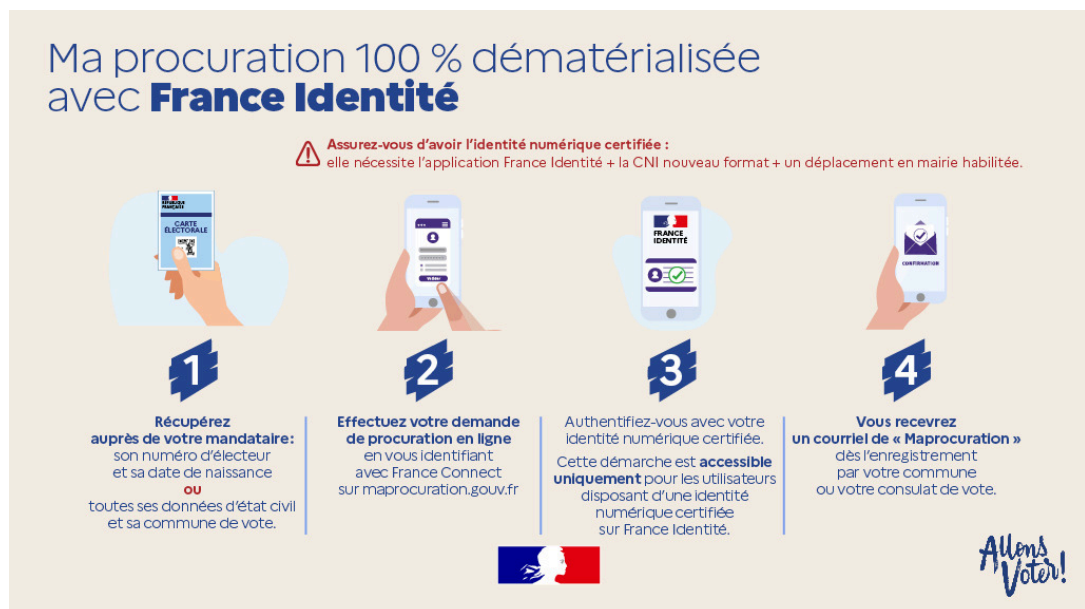 Ma procuration 100 % dématérialisée
avec France Identité
Assurez-vous d'avoir l'identité numérique certifiée :
elle nécessite l'application France Identité + la CNI nouveau format + un déplacement en mairie habilitée.
RÉPUBLIQUE
FRANÇAISE
CARTE
ÉLECTORALE
Valider
FRANCE
IDENTITÉ
CONFIRMATION
1
Récupérez
auprès de votre mandataire :
son numéro d'électeur
et sa date de naissance
ou
toutes ses données d'état civil
et sa commune de vote.
2
Effectuez votre demande
de procuration en ligne
en vous identifiant
avec France Connect
sur maprocuration.gouv.fr
3
Authentifiez-vous avec votre
identité numérique certifiée.
Cette démarche est accessible
uniquement pour les utilisateurs
disposant d'une identité
numérique certifiée
sur France Identité.
4
Vous recevrez
un courriel de « Maprocuration »
dès l'enregistrement
par votre commune
ou votre consulat de vote.
Allons
Voter!